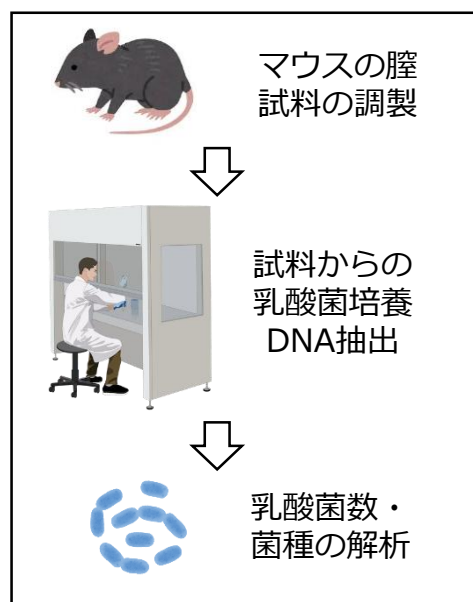 マウスの膣
試料の調製
試料からの
乳酸菌培養
DNA抽出
乳酸菌数・
菌種の解析